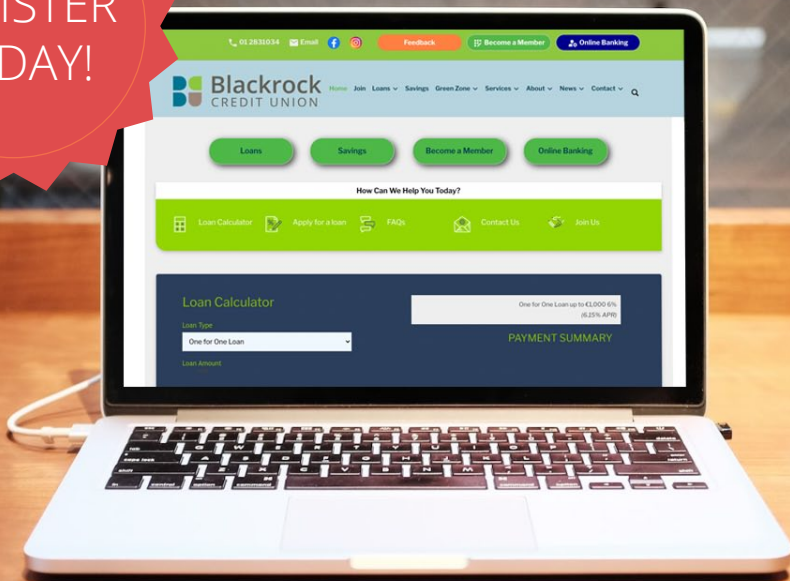 ISTER
DAY!
01 2831034 Email Feedback Become a Member Online Banking
Blackrock
CREDIT UNION
Home Join Loans Savings Green Zone Services About News Contact
Loans Savings Become a Member Online Banking
How Can We Help You Today?
Loan Calculator Apply for a loan FAQs Contact Us Join Us
Loan Calculator
One for One Loan up to €1,000 6%
(6.15% APR)
Loan Type
PAYMENT SUMMARY
One for One Loan
Loan Amount